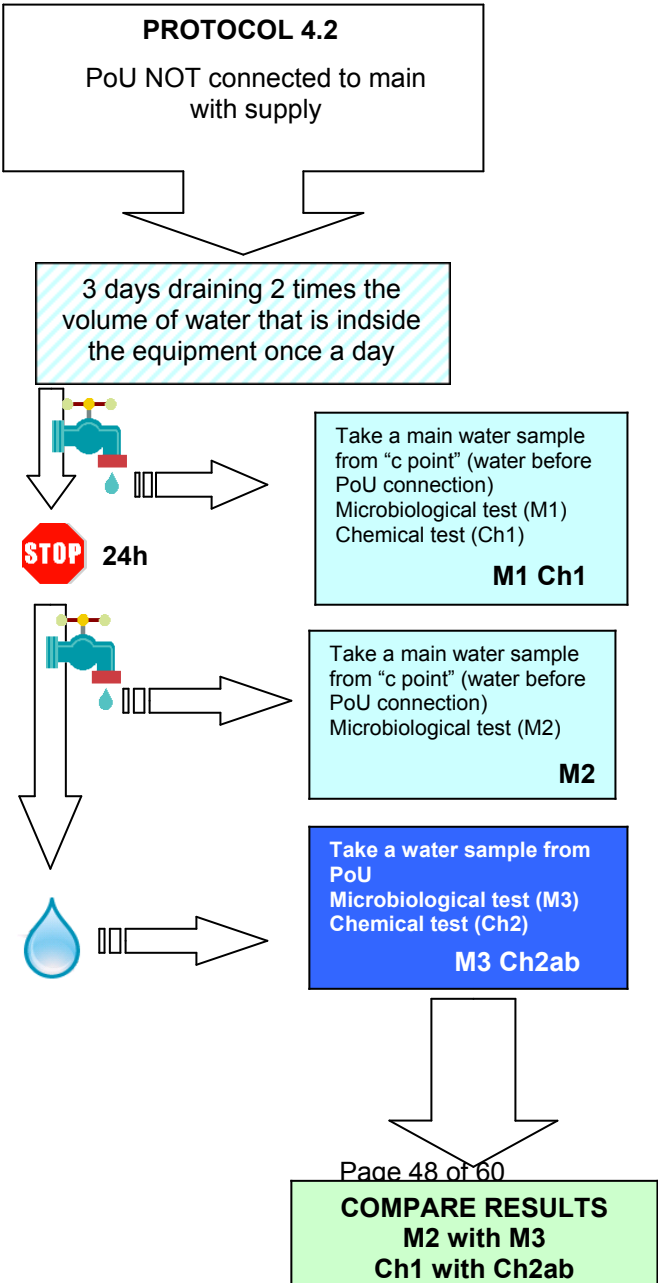 PROTOCOL 4.2
PoU NOT connected to main
with supply
3 days draining 2 times the
volume of water that is indside
the equipment once a day
Take a main water sample
from “c point” (water before
PoU connection)
Microbiological test (M1)
Chemical test (Ch1)
M1 Ch1
STOP 24h
Take a main water sample
from “c point” (water before
PoU connection)
Microbiological test (M2)
M2
Take a water sample from
PoU
Microbiological test (M3)
Chemical test (Ch2)
M3 Ch2ab
Page 48 of 60
COMPARE RESULTS
M2 with M3
Ch1 with Ch2ab